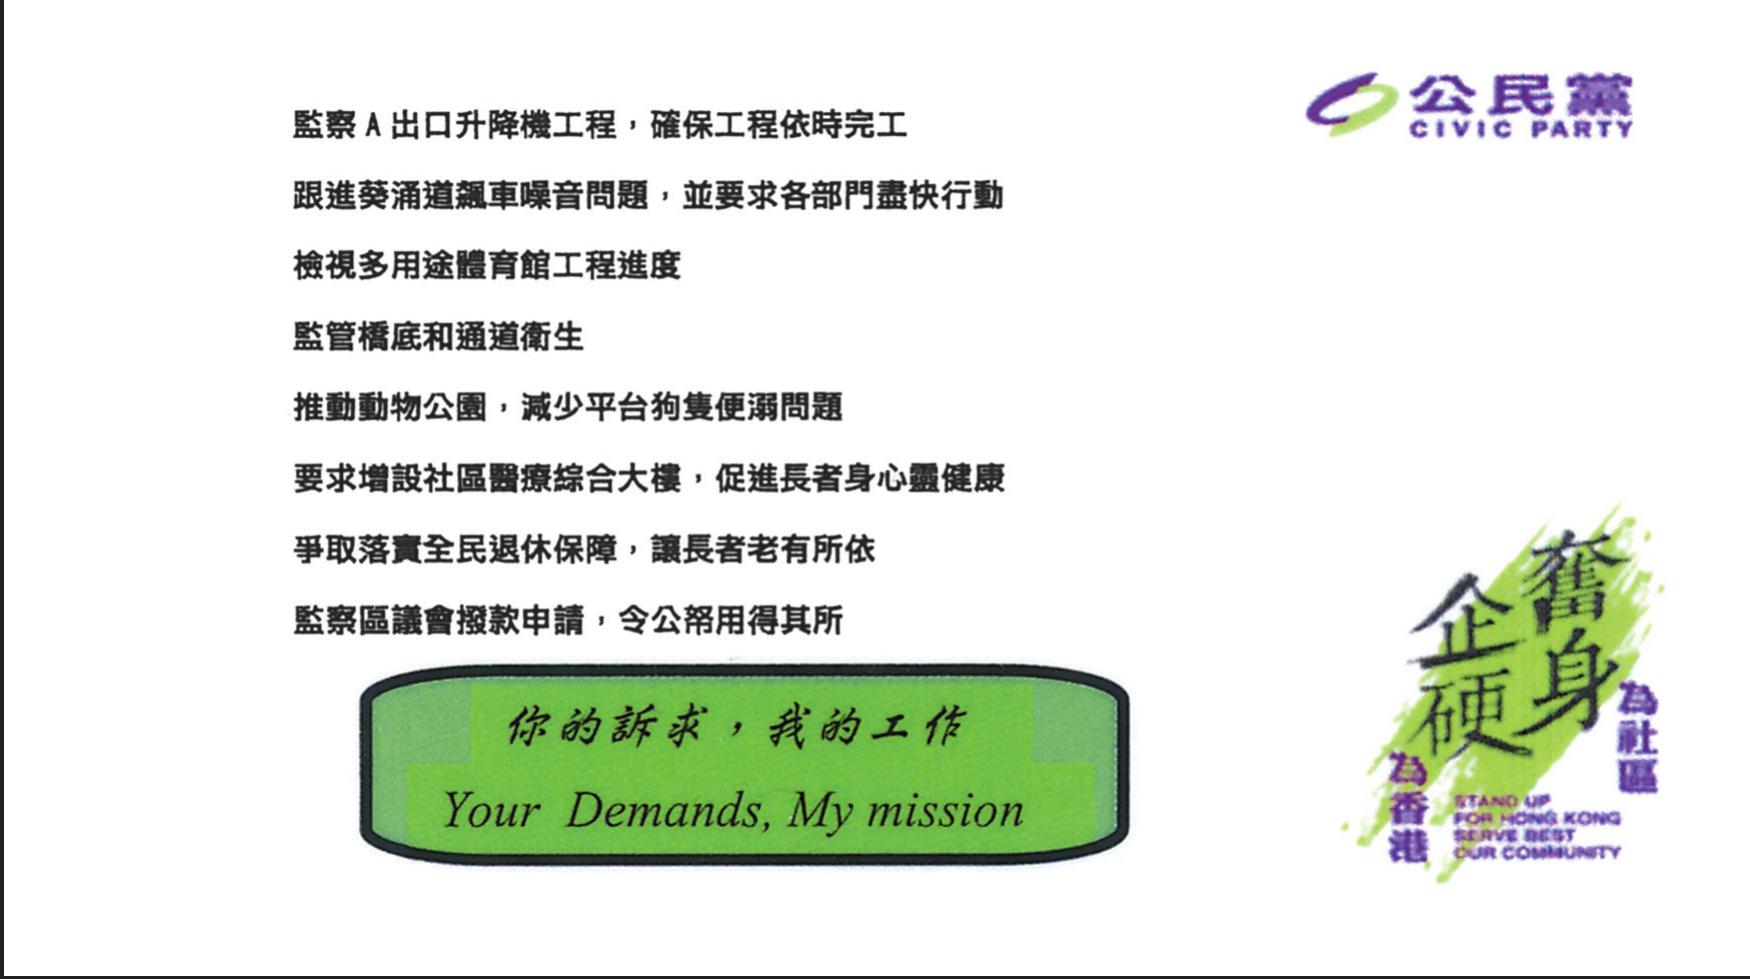 公民黨
CIVIC PARTY
監察 A 出口升降機工程，確保工程依時完工
跟進葵涌道飆車噪音問題，並要求各部門盡快行動
檢視多用途體育館工程進度
監管橋底和通道衛生
推動動物公園，減少平台狗隻便溺問題
要求增設社區醫療綜合大樓，促進長者身心靈健康
爭取落實全民退休保障，讓長者老有所依
監察區議會撥款申請，令公帑用得其所
你的訴求，我的工作
Your Demands, My mission
奮身
企硬
為社區
為香港
STAND UP
FOR HONG KONG
SERVE BEST
OUR COMMUNITY